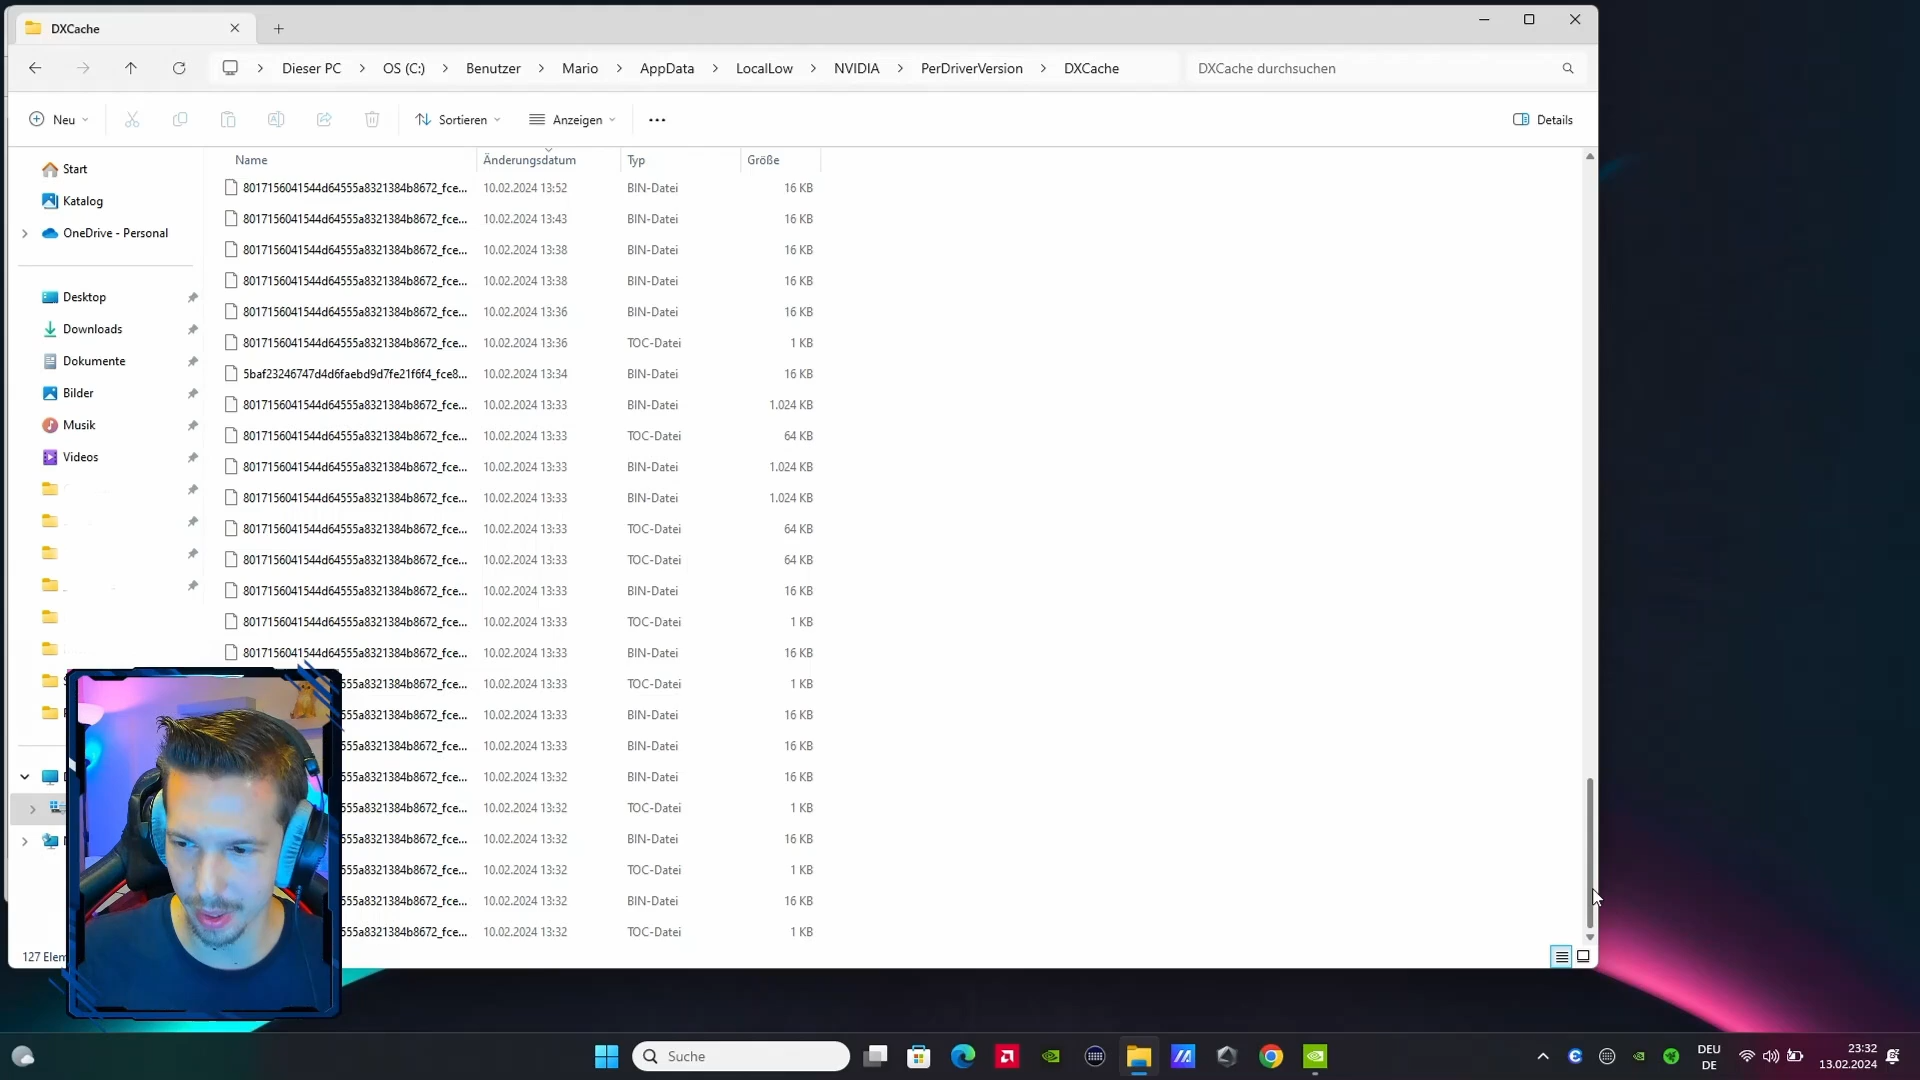 DXCache
Dieser PC > OS (C:) > Benutzer > Mario > AppData > LocalLow > NVIDIA > PerDriverVersion > DXCache
DXCache durchsuchen
Neu
Sortieren
Anzeigen
Details
Name Änderungsdatum Typ Größe
Start
Katalog
OneDrive - Personal
Desktop
Downloads
Dokumente
Bilder
Musik
Videos
8017156041544d64555a8321384b8672_fce... 10.02.2024 13:52 BIN-Datei 16 KB
8017156041544d64555a8321384b8672_fce... 10.02.2024 13:43 BIN-Datei 16 KB
8017156041544d64555a8321384b8672_fce... 10.02.2024 13:38 BIN-Datei 16 KB
8017156041544d64555a8321384b8672_fce... 10.02.2024 13:38 BIN-Datei 16 KB
8017156041544d64555a8321384b8672_fce... 10.02.2024 13:36 BIN-Datei 16 KB
8017156041544d64555a8321384b8672_fce... 10.02.2024 13:36 TOC-Datei 1 KB
5baf23246747d4d6faebd9d7fe21f6f4_fce8... 10.02.2024 13:34 BIN-Datei 16 KB
8017156041544d64555a8321384b8672_fce... 10.02.2024 13:33 BIN-Datei 1.024 KB
8017156041544d64555a8321384b8672_fce... 10.02.2024 13:33 TOC-Datei 64 KB
8017156041544d64555a8321384b8672_fce... 10.02.2024 13:33 BIN-Datei 1.024 KB
8017156041544d64555a8321384b8672_fce... 10.02.2024 13:33 BIN-Datei 1.024 KB
8017156041544d64555a8321384b8672_fce... 10.02.2024 13:33 TOC-Datei 64 KB
8017156041544d64555a8321384b8672_fce... 10.02.2024 13:33 TOC-Datei 64 KB
8017156041544d64555a8321384b8672_fce... 10.02.2024 13:33 BIN-Datei 16 KB
8017156041544d64555a8321384b8672_fce... 10.02.2024 13:33 TOC-Datei 1 KB
8017156041544d64555a8321384b8672_fce... 10.02.2024 13:33 BIN-Datei 16 KB
555a8321384b8672_fce... 10.02.2024 13:33 TOC-Datei 1 KB
555a8321384b8672_fce... 10.02.2024 13:33 BIN-Datei 16 KB
555a8321384b8672_fce... 10.02.2024 13:33 BIN-Datei 16 KB
555a8321384b8672_fce... 10.02.2024 13:32 BIN-Datei 16 KB
555a8321384b8672_fce... 10.02.2024 13:32 TOC-Datei 1 KB
555a8321384b8672_fce... 10.02.2024 13:32 BIN-Datei 16 KB
555a8321384b8672_fce... 10.02.2024 13:32 TOC-Datei 1 KB
555a8321384b8672_fce... 10.02.2024 13:32 BIN-Datei 16 KB
555a8321384b8672_fce... 10.02.2024 13:32 TOC-Datei 1 KB
127 Elem
Suche
DEU
DE
23:32
13.02.2024